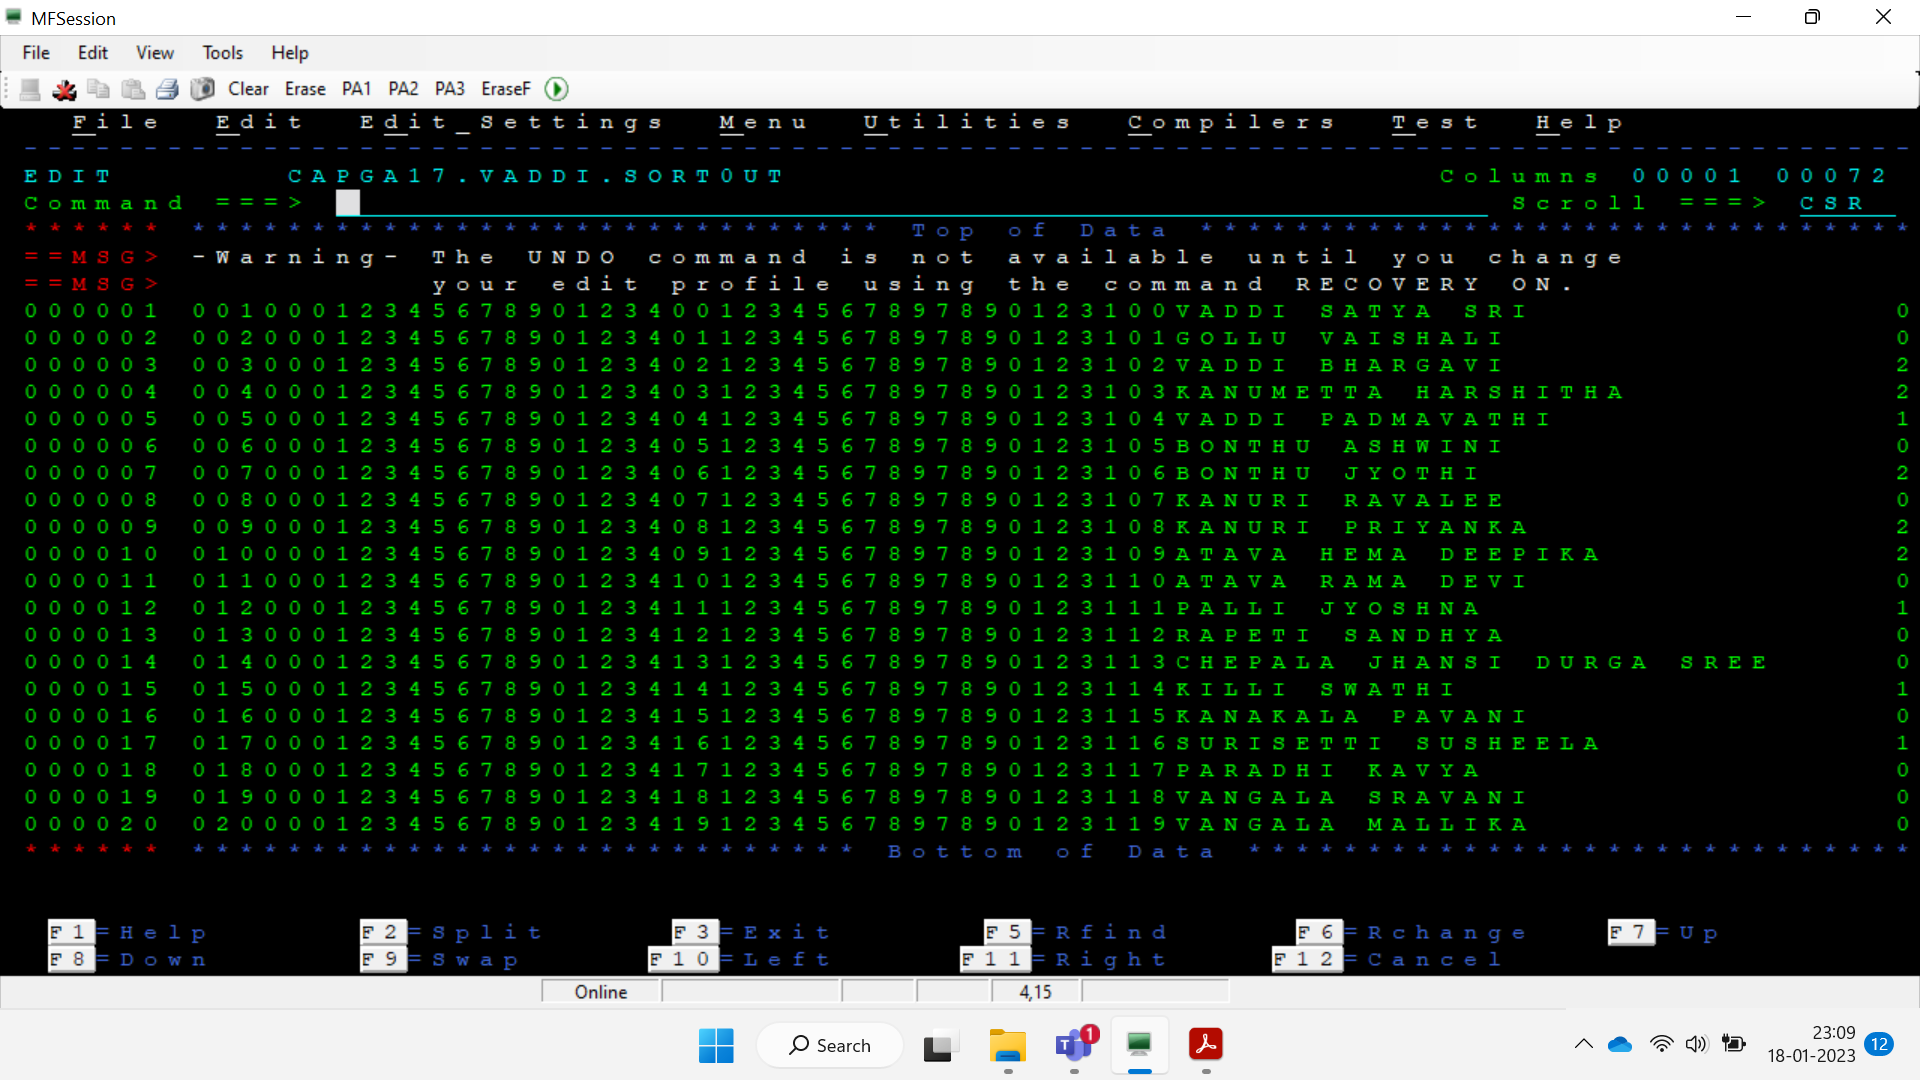 MFSession
File Edit View Tools Help
Clear Erase PA1 PA2 PA3 EraseF
File Edit Edit_Settings Menu Utilities Compilers Test Help
EDIT CAPGA17.VADDI.SORT0UT Columns 00001 00072
Command ===> Scroll ===> CSR
****** **************************** Top of Data ******************************
==MSG> -Warning- The UNDO command is not available until you change
==MSG> your edit profile using the command RECOVERY ON.
000001 00100012345678901234001234567897890123100VADDI SATYA SRI 0
000002 00200012345678901234011234567897890123101GOLLU VAISHALI 0
000003 00300012345678901234021234567897890123102VADDI BHARGAVI 2
000004 00400012345678901234031234567897890123103KANUMETTA HARSHITHA 2
000005 00500012345678901234041234567897890123104VADDI PADMAVATHI 1
000006 00600012345678901234051234567897890123105BONTHU ASHWINI 0
000007 00700012345678901234061234567897890123106BONTHU JYOTHI 2
000008 00800012345678901234071234567897890123107KANURI RAVALEE 0
000009 00900012345678901234081234567897890123108KANURI PRIYANKA 2
000010 01000012345678901234091234567897890123109ATAVA HEMA DEEPIKA 2
000011 01100012345678901234101234567897890123110ATAVA RAMA DEVI 0
000012 01200012345678901234111234567897890123111PALLI JYOSHNA 1
000013 01300012345678901234121234567897890123112RAPETI SANDHYA 0
000014 01400012345678901234131234567897890123113CHEPALA JHANSI DURGA SREE 0
000015 01500012345678901234141234567897890123114KILLI SWATHI 1
000016 01600012345678901234151234567897890123115KANAKALA PAVANI 0
000017 01700012345678901234161234567897890123116SURISETTI SUSHEELA 1
000018 01800012345678901234171234567897890123117PARADHI KAVYA 0
000019 01900012345678901234181234567897890123118VANGALA SRAVANI 0
000020 02000012345678901234191234567897890123119VANGALA MALLIKA 0
****** **************************** Bottom of Data ****************************
F1=Help F2=Split F3=Exit F5=Rfind F6=Rchange F7=Up
F8=Down F9=Swap F10=Left F11=Right F12=Cancel
Online 4,15
Search 1 23:09 12
18-01-2023